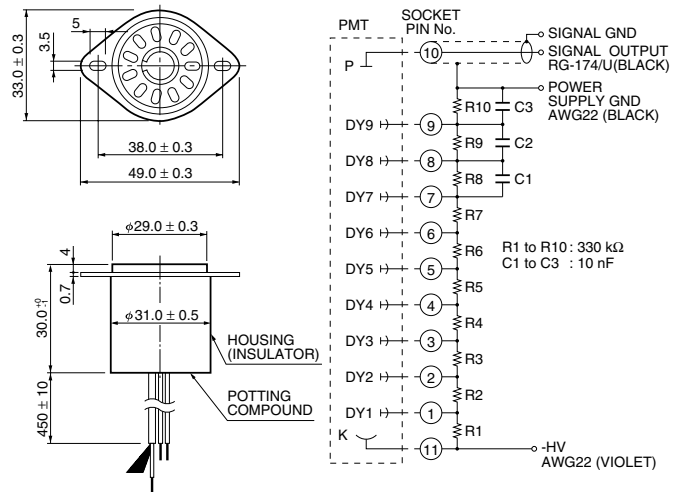 5
3.5
33.0 ± 0.3
38.0 ± 0.3
49.0 ± 0.3
φ29.0 ± 0.3
4
0.7
30.0 +0 -1
φ31.0 ± 0.5
HOUSING
(INSULATOR)
POTTING
COMPOUND
450 ± 10
PMT
SOCKET
PIN No.
SIGNAL GND
P
10
SIGNAL OUTPUT
RG-174/U(BLACK)
POWER
SUPPLY GND
AWG22 (BLACK)
R10
C3
DY9
9
R9
C2
DY8
8
R8
C1
DY7
7
R7
DY6
6
R6
DY5
5
R5
DY4
4
R4
DY3
3
R3
DY2
2
R2
DY1
1
R1
K
11
-HV
AWG22 (VIOLET)
R1 to R10 : 330 kΩ
C1 to C3 : 10 nF